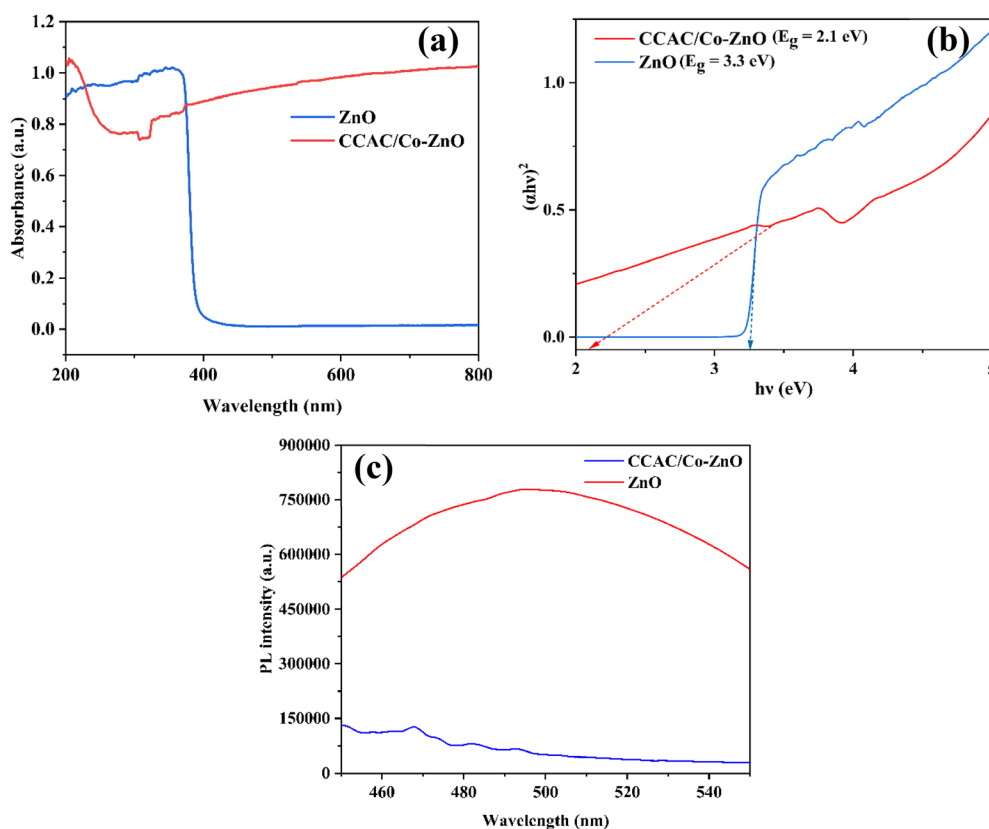 (a)
1.2
1.0
0.8
0.6
0.4
0.2
0.0
Absorbance (a.u.)
ZnO
CCAC/Co-ZnO
200 400 600 800
Wavelength (nm)
(b)
CCAC/Co-ZnO (E_g = 2.1 eV)
ZnO (E_g = 3.3 eV)
1.0
0.5
0.0
(αhν)²
2 3 4 5
hν (eV)
(c)
CCAC/Co-ZnO
ZnO
900000
750000
600000
450000
300000
150000
0
PL intensity (a.u.)
460 480 500 520 540
Wavelength (nm)